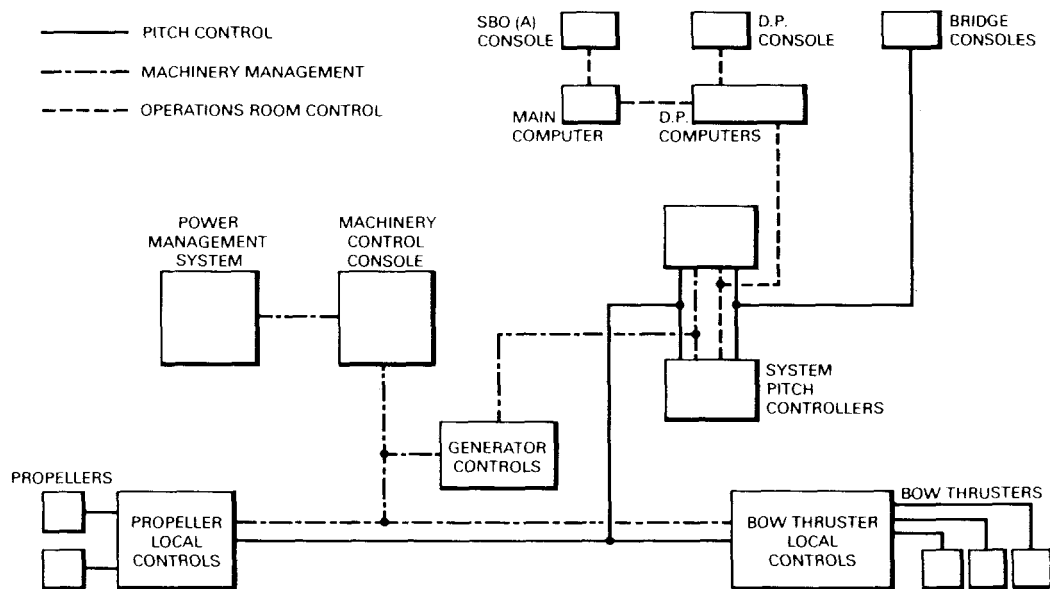 PITCH CONTROL
MACHINERY MANAGEMENT
OPERATIONS ROOM CONTROL
SBO (A)
CONSOLE
D.P.
CONSOLE
BRIDGE
CONSOLES
MAIN
COMPUTER
D.P.
COMPUTERS
POWER
MANAGEMENT
SYSTEM
MACHINERY
CONTROL
CONSOLE
SYSTEM
PITCH
CONTROLLERS
GENERATOR
CONTROLS
PROPELLERS
PROPELLER
LOCAL
CONTROLS
BOW THRUSTERS
BOW THRUSTER
LOCAL
CONTROLS